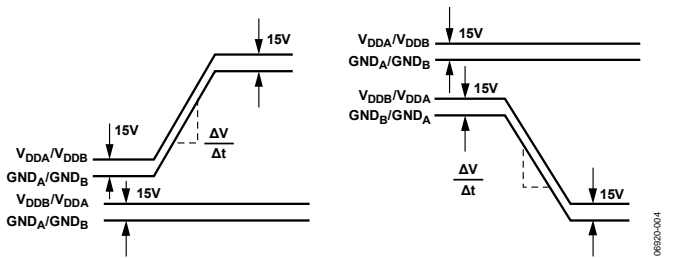 15V
ΔV
Δt
15V
VDDA/VDDB
GNDA/GNDB
VDDB/VDDA
15V
GNDA/GNDB
15V
VDDA/VDDB
GNDA/GNDB
VDDB/VDDA
15V
GNDB/GNDA
ΔV
Δt
15V
06920-004